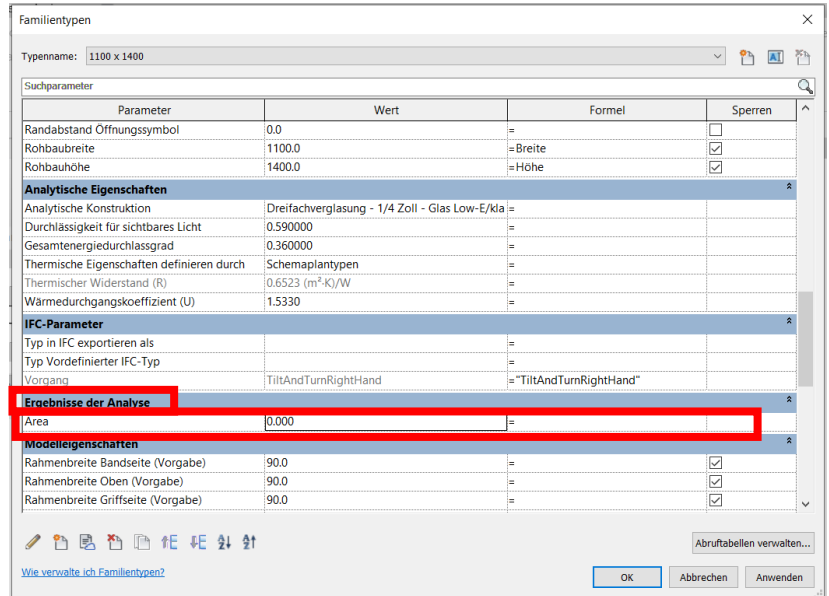 Familientypen
Typenname: 1100 x 1400
Suchparameter
Parameter Wert Formel Sperren
Randabstand Öffnungssymbol 0.0 =
Rohbaubreite 1100.0 =Breite
Rohbauhöhe 1400.0 =Höhe
Analytische Eigenschaften
Analytische Konstruktion Dreifachverglasung - 1/4 Zoll - Glas Low-E/kla =
Durchlässigkeit für sichtbares Licht 0.590000 =
Gesamtenergiedurchlassgrad 0.360000 =
Thermische Eigenschaften definieren durch Schemaplantypen =
Thermischer Widerstand (R) 0.6523 (m²·K)/W =
Wärmedurchgangskoeffizient (U) 1.5330 =
IFC-Parameter
Typ in IFC exportieren als =
Typ Vordefinierter IFC-Typ =
Vorgang TiltAndTurnRightHand ="TiltAndTurnRightHand"
Ergebnisse der Analyse
Area 0.000 =
Modelleigenschaften
Rahmenbreite Bandseite (Vorgabe) 90.0 =
Rahmenbreite Oben (Vorgabe) 90.0 =
Rahmenbreite Griffseite (Vorgabe) 90.0 =
Abruftabellen verwalten...
Wie verwalte ich Familientypen?
OK Abbrechen Anwenden